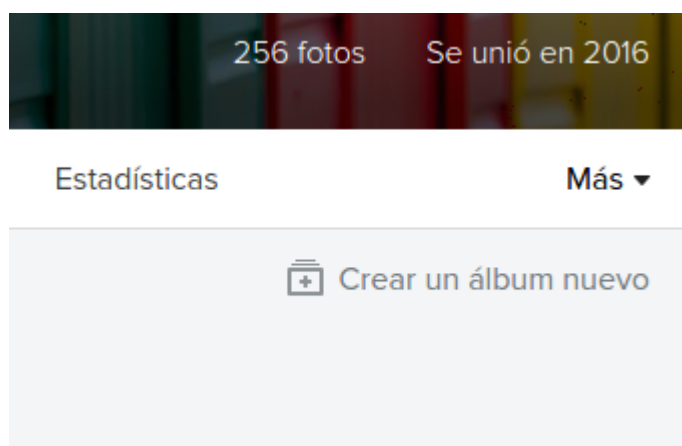 256 fotos Se unió en 2016
Estadísticas Más
Crear un álbum nuevo